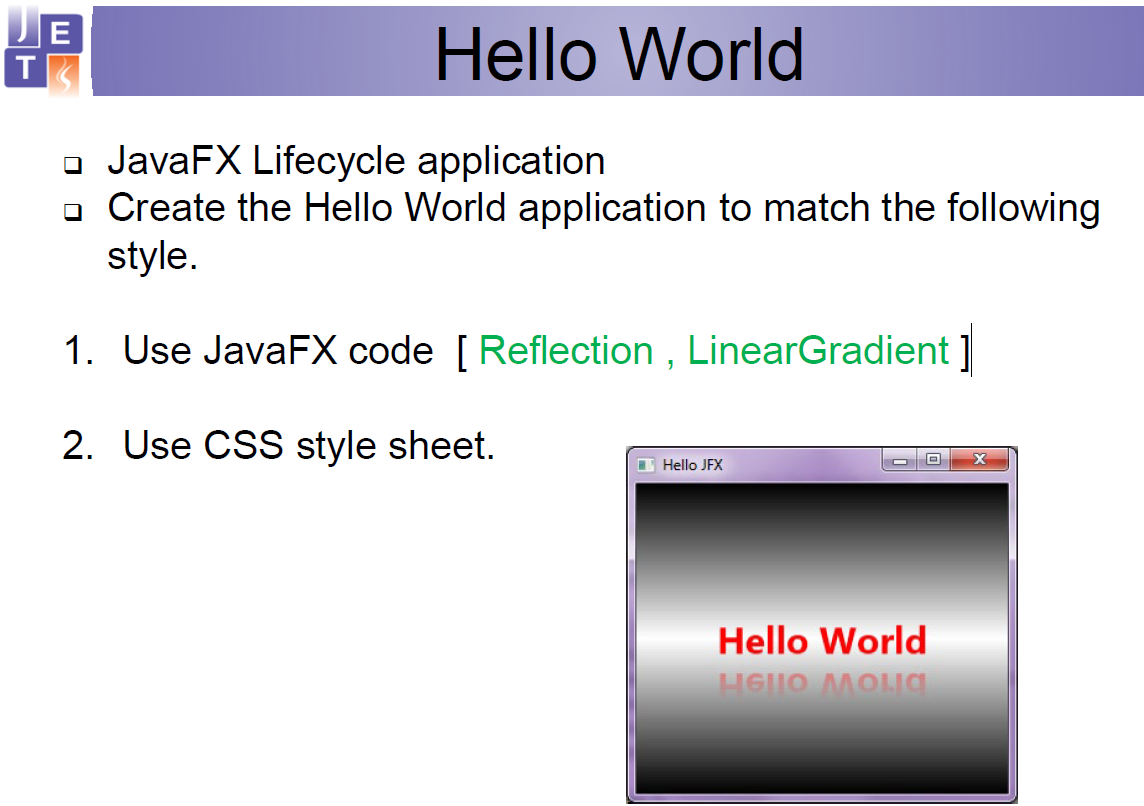 J E
T
Hello World
❑ JavaFX Lifecycle application
❑ Create the Hello World application to match the following
style.
1. Use JavaFX code [ Reflection , LinearGradient ]
2. Use CSS style sheet.
Hello JFX
Hello World
Hello World